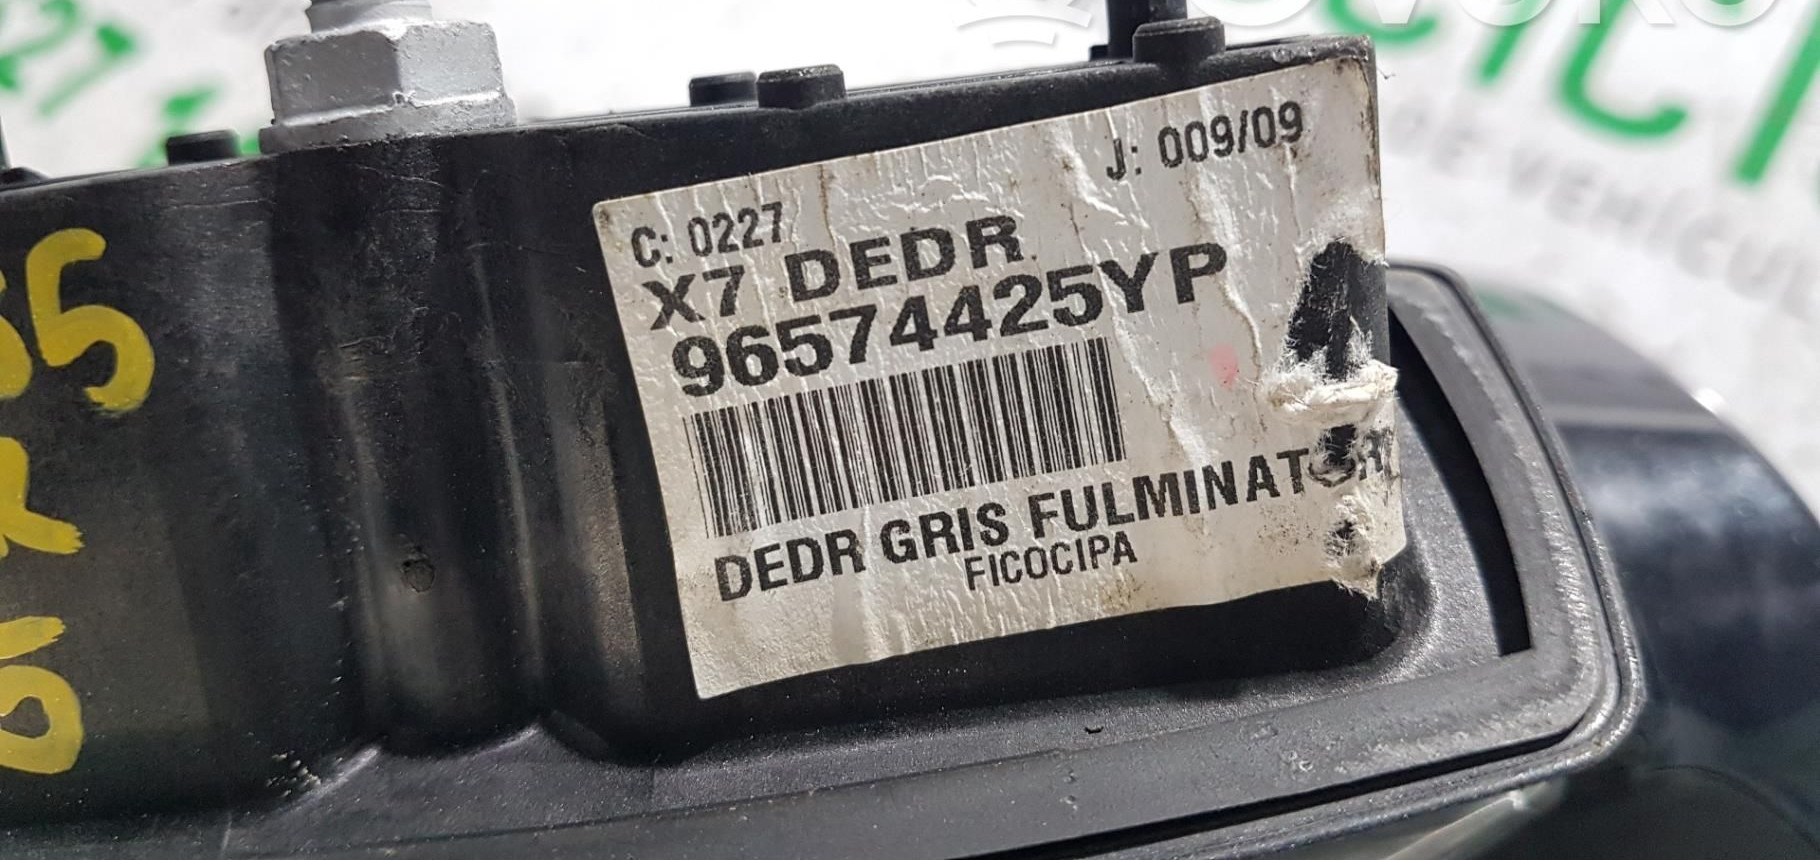 C: 0227
J: 009/09
X7 DEDR
96574425YP
DEDR GRIS FULMINATOR
FICOCIPA